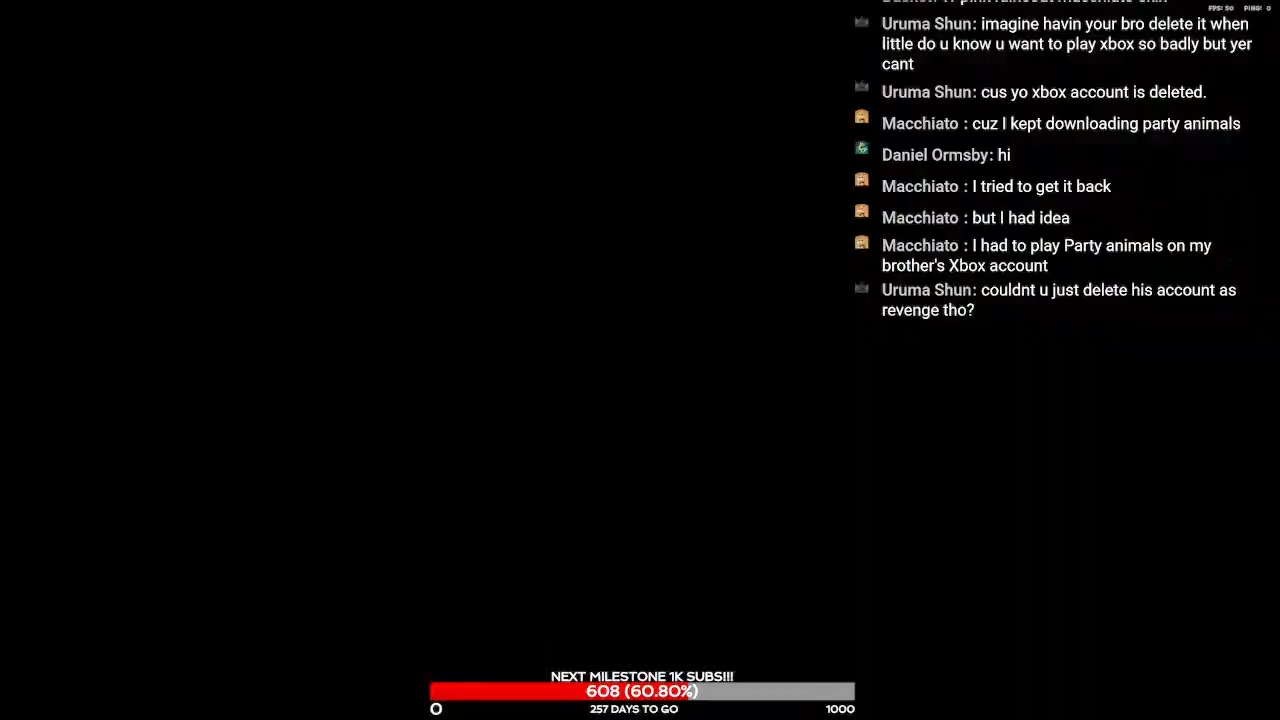 FPS: 50 PING: 0
Uruma Shun: imagine havin your bro delete it when
little do u know u want to play xbox so badly but yer
cant
Uruma Shun: cus yo xbox account is deleted.
Macchiato : cuz I kept downloading party animals
Daniel Ormsby: hi
Macchiato : I tried to get it back
Macchiato : but I had idea
Macchiato : I had to play Party animals on my
brother's Xbox account
Uruma Shun: couldnt u just delete his account as
revenge tho?
NEXT MILESTONE 1K SUBS!!!
608 (60.80%)
0 257 DAYS TO GO 1000